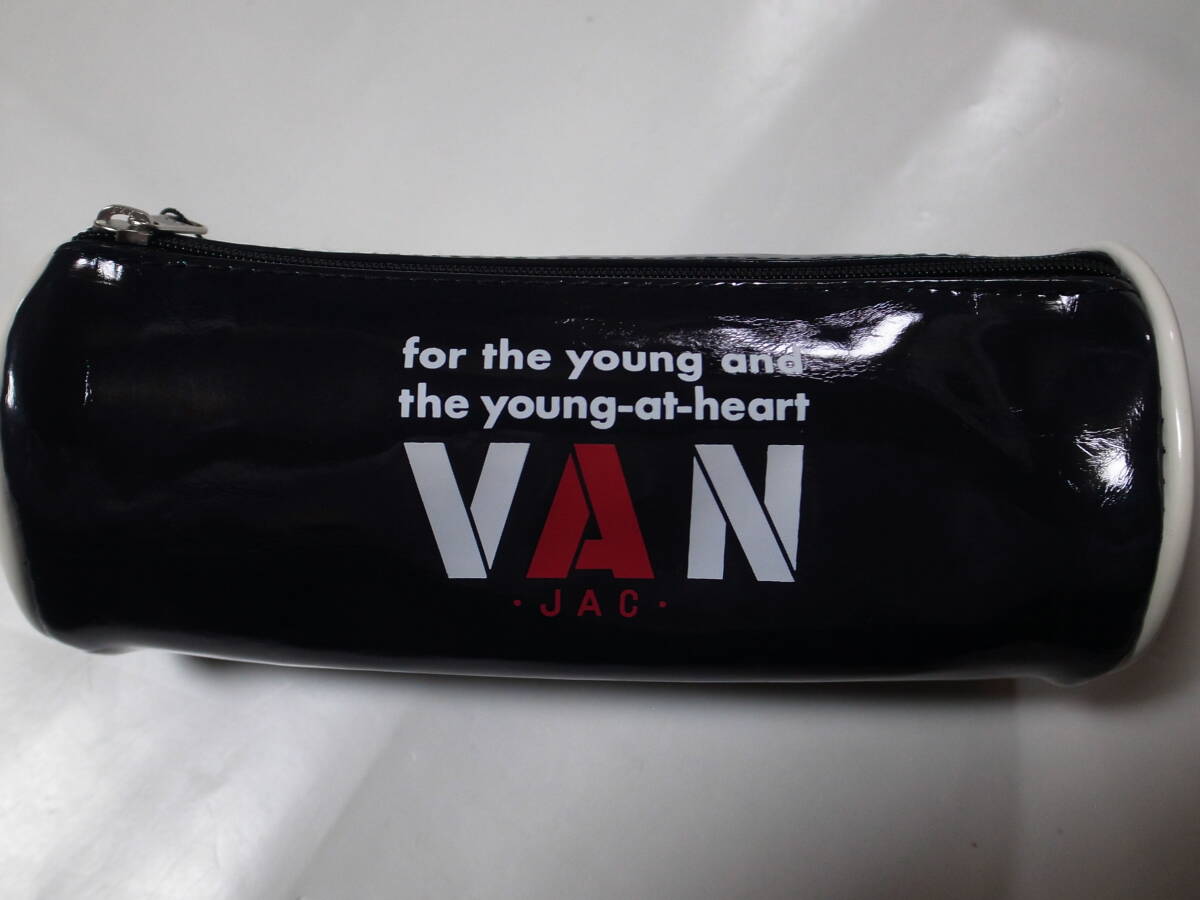 for the young and
the young-at-heart
VAN
·JAC·